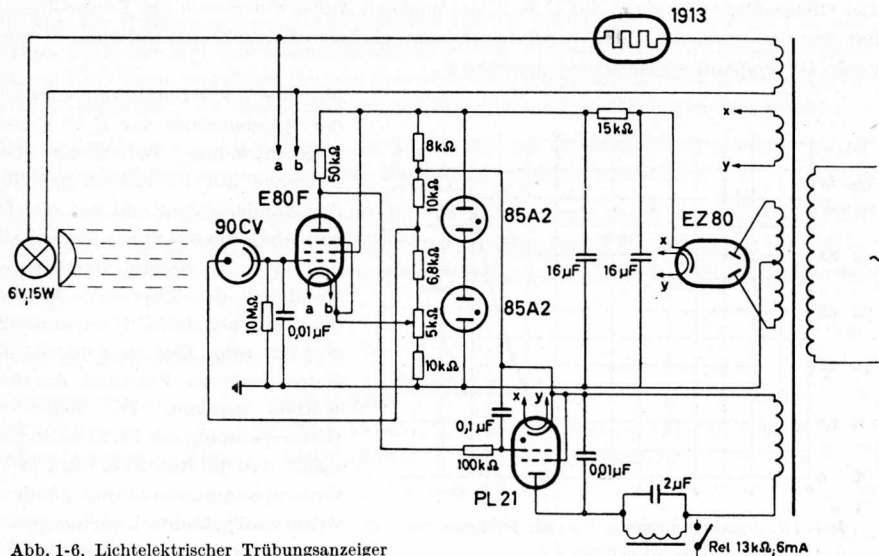 1913
x
15kΩ
y
8kΩ
a
b
50kΩ
10kΩ
E80F
85A2
90CV
EZ80
6,8kΩ
x
16µF
16µF
y
6V,15W
85A2
a
b
10MΩ
0,01µF
5kΩ
10kΩ
x
y
0,1µF
100kΩ
0,01µF
PL21
2µF
Rel 13kΩ,6mA
Abb. 1-6. Lichtelektrischer Trübungsanzeiger